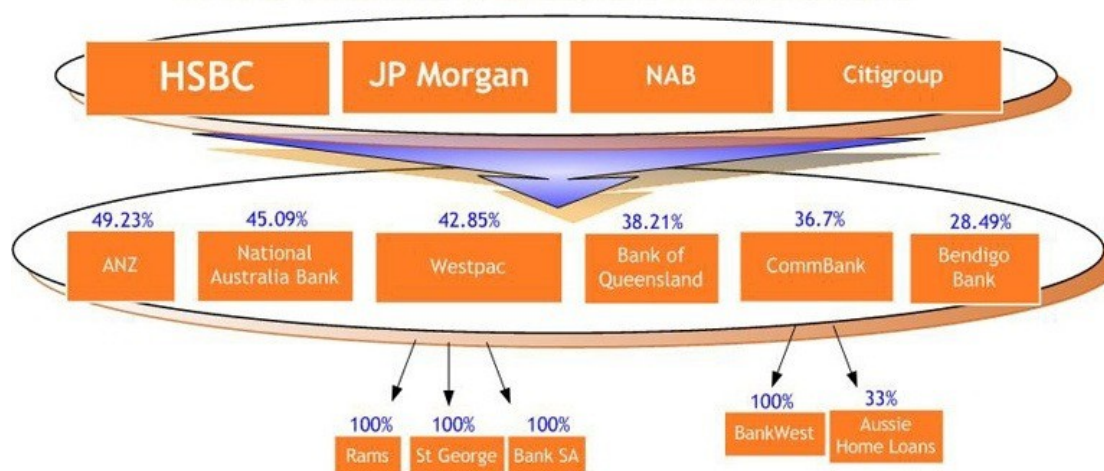 HSBC
JP Morgan
NAB
Citigroup
49.23%
45.09%
42.85%
38.21%
36.7%
28.49%
ANZ
National
Australia Bank
Westpac
Bank of
Queensland
CommBank
Bendigo
Bank
100%
100%
100%
100%
33%
Rams
St George
Bank SA
BankWest
Aussie
Home Loans